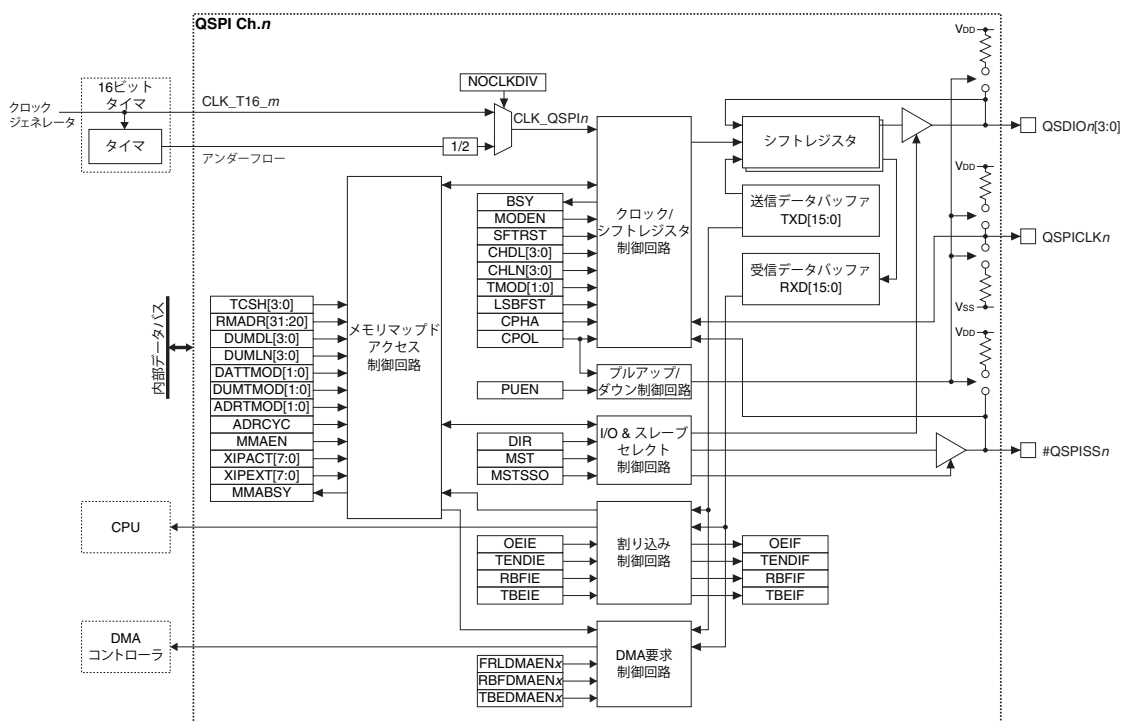 QSPI Ch.n
16ビット
タイマ
クロック
ジェネレータ
CLK_T16_m
タイマ
アンダーフロー
1/2
NOCLKDIV
CLK_QSPIn
シフトレジスタ
送信データバッファ
TXD[15:0]
受信データバッファ
RXD[15:0]
クロック/
シフトレジスタ
制御回路
BSY
MODEN
SFTRST
CHDL[3:0]
CHLN[3:0]
TMOD[1:0]
LSBFST
CPHA
CPOL
PUEN
プルアップ/
ダウン制御回路
VDD
QSDIOn[3:0]
VDD
QSPICLKn
VSS
VDD
#QSPISSn
内部データバス
TCSH[3:0]
RMADR[31:20]
DUMDL[3:0]
DUMLN[3:0]
DATTMOD[1:0]
DUMTMOD[1:0]
ADRTMOD[1:0]
ADRCYC
MMAEN
XIPACT[7:0]
XIPEXT[7:0]
MMABSY
メモリマップド
アクセス
制御回路
DIR
MST
MSTSSO
I/O & スレーブ
セレクト
制御回路
CPU
OEIE
TENDIE
RBFIE
TBEIE
割り込み
制御回路
OEIF
TENDIF
RBFIF
TBEIF
DMA
コントローラ
FRLDMAENx
RBFDMAENx
TBEDMAENx
DMA要求
制御回路